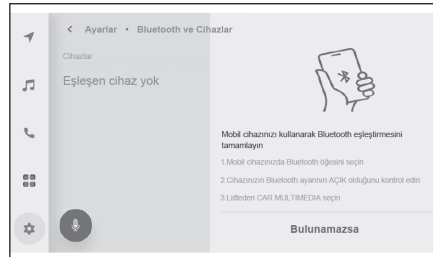 Ayarlar • Bluetooth ve Cihazlar
Cihazlar
Eşleşen cihaz yok
Mobil cihazınızı kullanarak Bluetooth eşleştirmesini
tamamlayın
1.Mobil cihazınızda Bluetooth öğesini seçin
2.Cihazınızın Bluetooth ayarının AÇIK olduğunu kontrol edin
3.Listeden CAR MULTIMEDIA seçin
Bulunamazsa